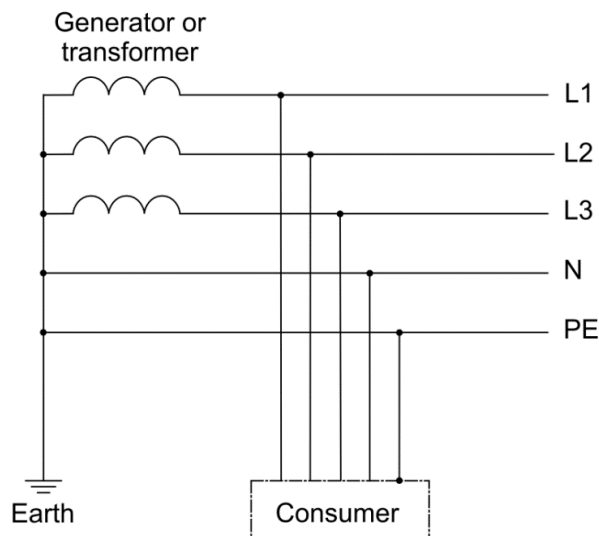 Generator or
transformer
L1
L2
L3
N
PE
Earth
Consumer